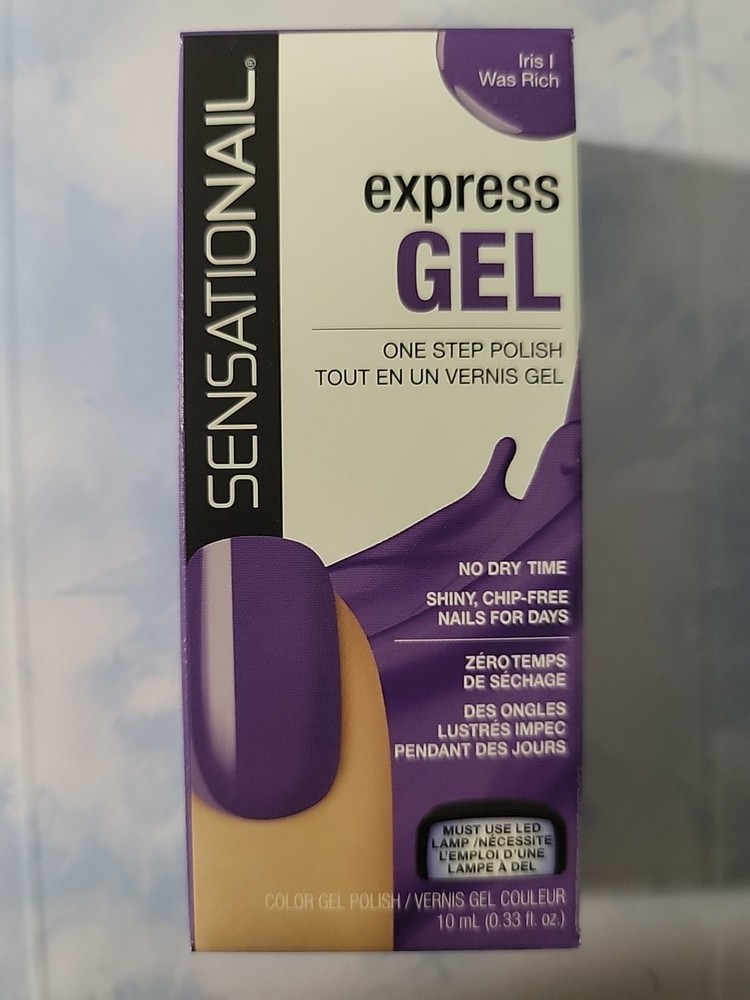 Iris I
Was Rich
SENSATIONAIL®
express
GEL
ONE STEP POLISH
TOUT EN UN VERNIS GEL
NO DRY TIME
SHINY, CHIP-FREE
NAILS FOR DAYS
ZÉRO TEMPS
DE SÉCHAGE
DES ONGLES
LUSTRÉS IMPEC
PENDANT DES JOURS
MUST USE LED
LAMP /NÉCESSITE
L'EMPLOI D'UNE
LAMPE À DEL
COLOR GEL POLISH / VERNIS GEL COULEUR
10 mL (0.33 fl. oz.)